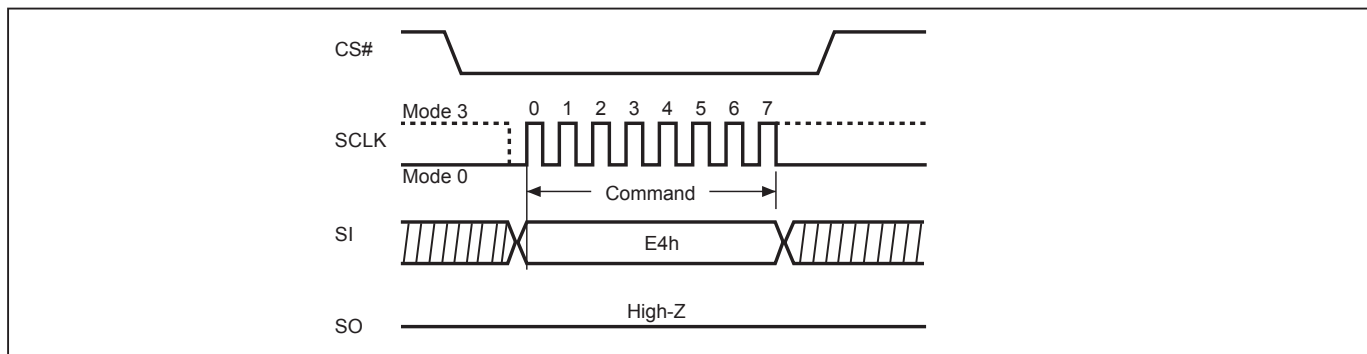 CS#
Mode 3 0 1 2 3 4 5 6 7
SCLK
Mode 0
Command
SI E4h
High-Z
SO